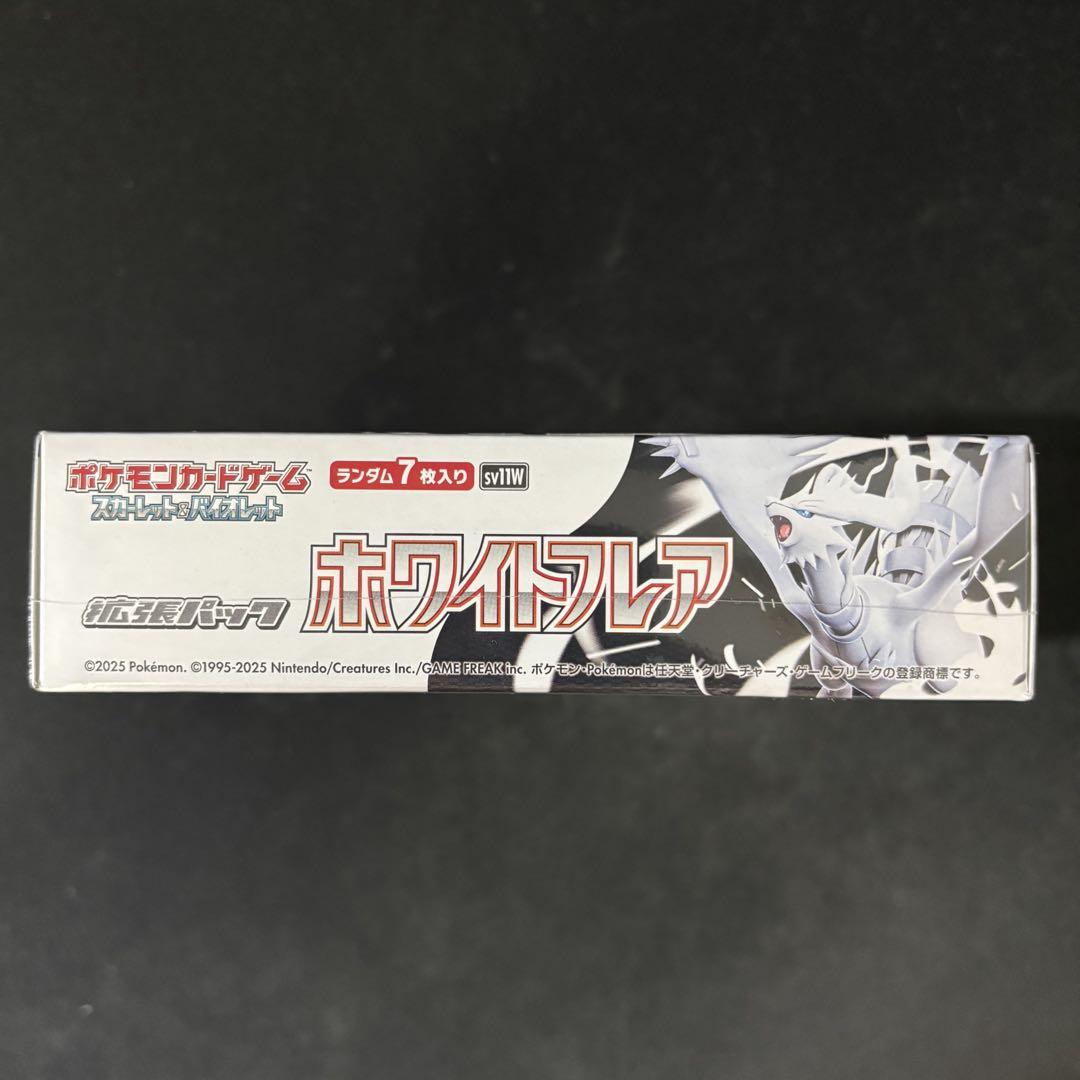 ポケモンカードゲーム™
スカーレット&バイオレット
ランダム7枚入り
sv11W
拡張パック
ホワイトフレア
©2025 Pokémon. ©1995-2025 Nintendo/Creatures Inc./GAME FREAK inc. ポケモン・Pokémonは任天堂・クリーチャーズ・ゲームフリークの登録商標です。